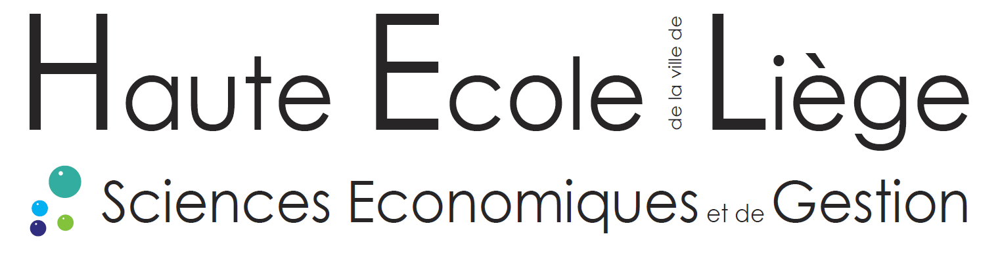 Haute Ecole de la ville de Liège
Sciences Economiques et de Gestion